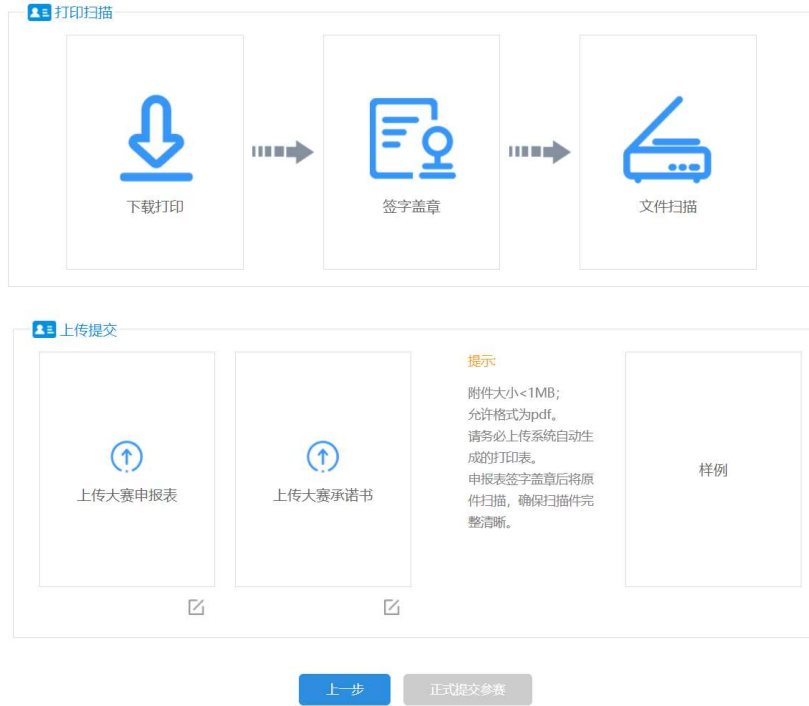 打印扫描
下载打印
签字盖章
文件扫描
上传提交
上传大赛申报表
上传大赛承诺书
提示:
附件大小<1MB;
允许格式为pdf。
请务必上传系统自动生
成的打印表。
申报表签字盖章后将原
件扫描，确保扫描件完
整清晰。
样例
上一步
正式提交参赛